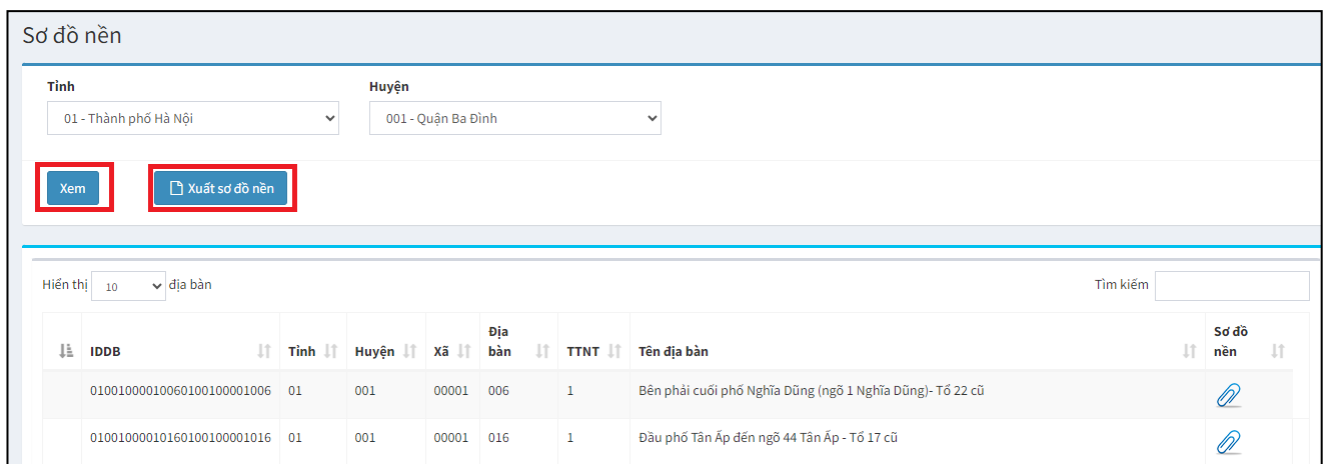 Sơ đồ nền
Tỉnh Huyện
01 - Thành phố Hà Nội 001 - Quận Ba Đình
Xem Xuất sơ đồ nền
Hiển thị 10 địa bàn Tìm kiếm
IDDB Tỉnh Huyện Xã Địa bàn TTNT Tên địa bàn Sơ đồ nền
01001000010060100100001006 01 001 00001 006 1 Bên phải cuối phố Nghĩa Dũng (ngõ 1 Nghĩa Dũng)- Tổ 22 cũ
01001000010160100100001016 01 001 00001 016 1 Đầu phố Tân Ấp đến ngõ 44 Tân Ấp - Tổ 17 cũ